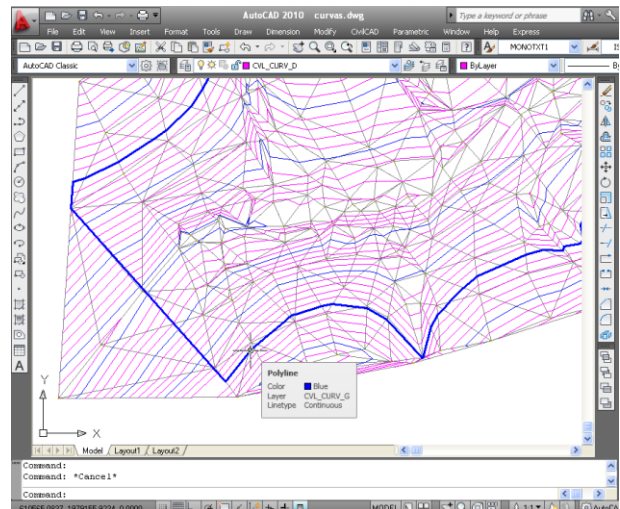 AutoCAD 2010 curvas.dwg
Type a keyword or phrase
File Edit View Insert Format Tools Draw Dimension Modify CivilCAD Parametric Window Help Express
MONOTXT1
AutoCAD Classic CVL_CURV_D ByLayer
Polyline
Color Blue
Layer CVL_CURV_G
Linetype Continuous
Y
X
Model Layout1 Layout2
Command:
Command: *Cancel*
Command:
MODEL 1:1